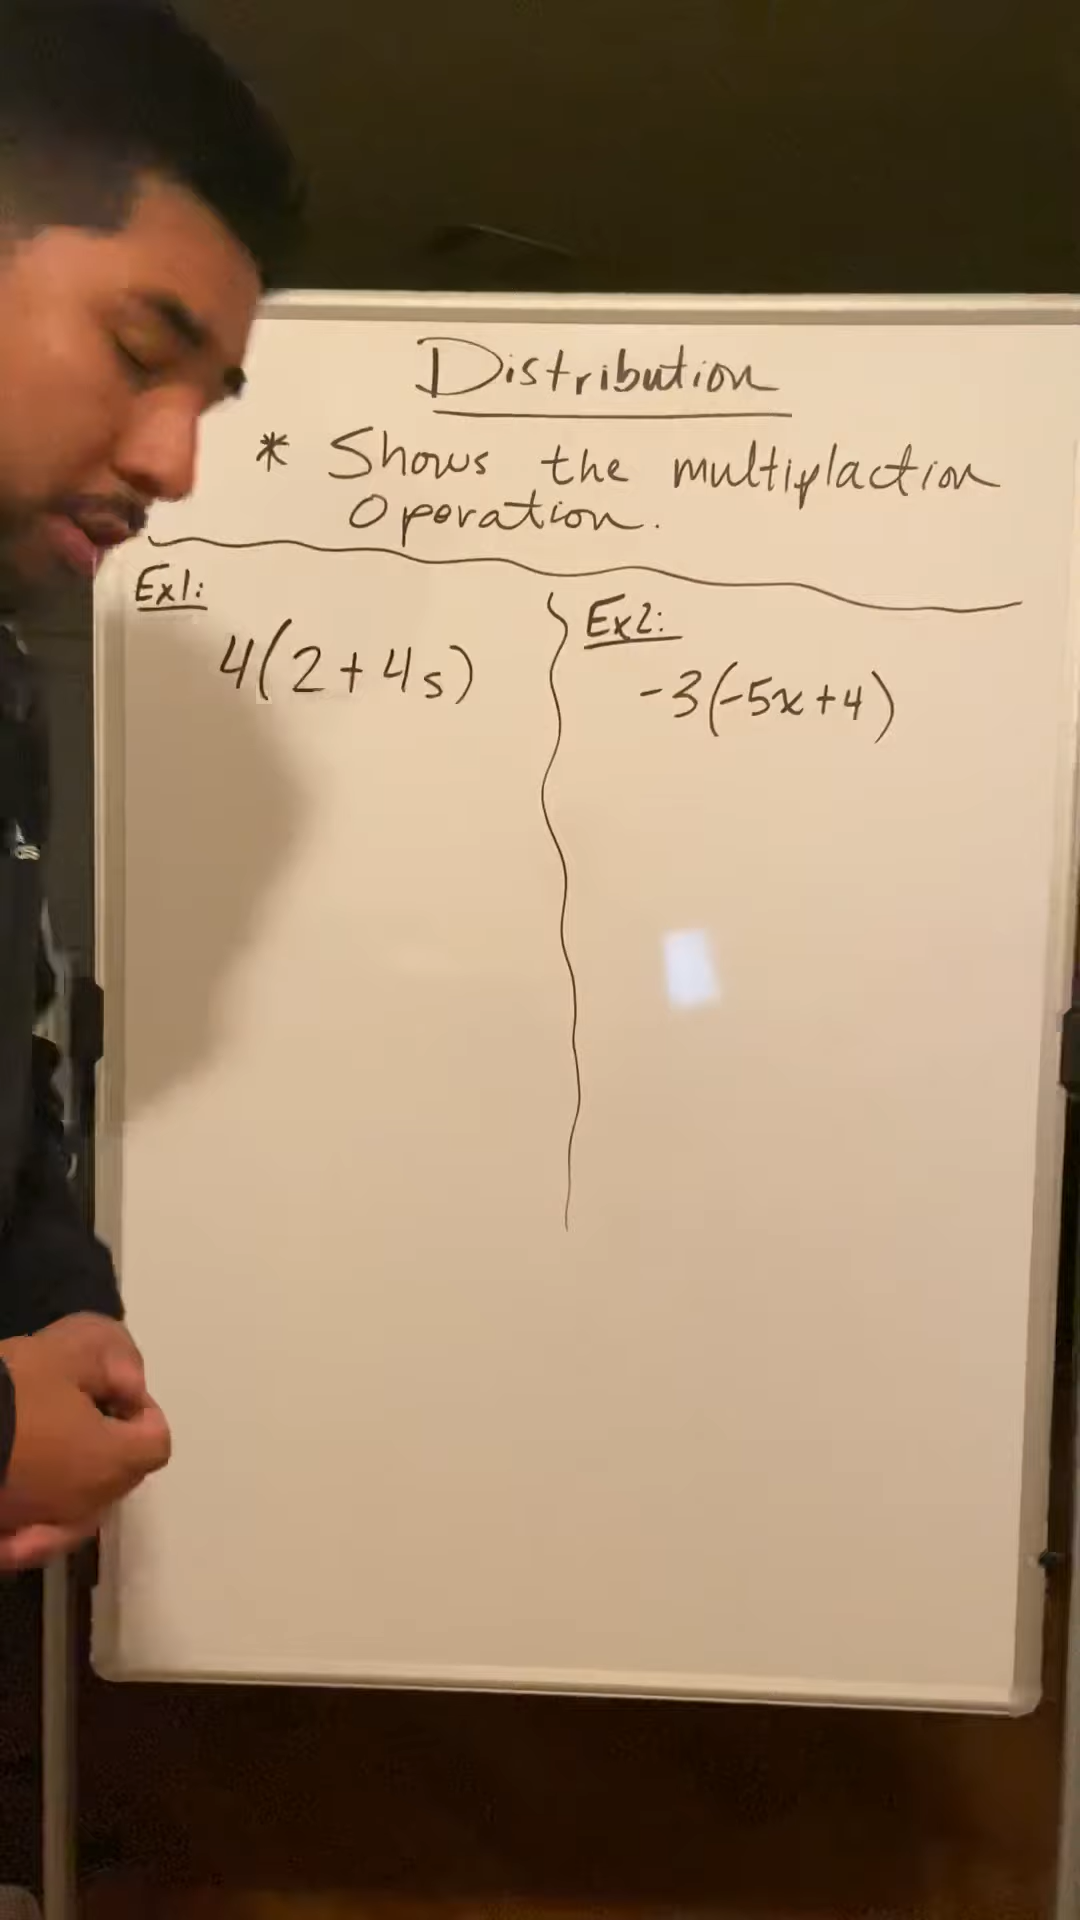 Distribution
* Shows the multiplaction
Operation.
Ex1:
4(2+4s)
Ex2:
-3(-5x+4)